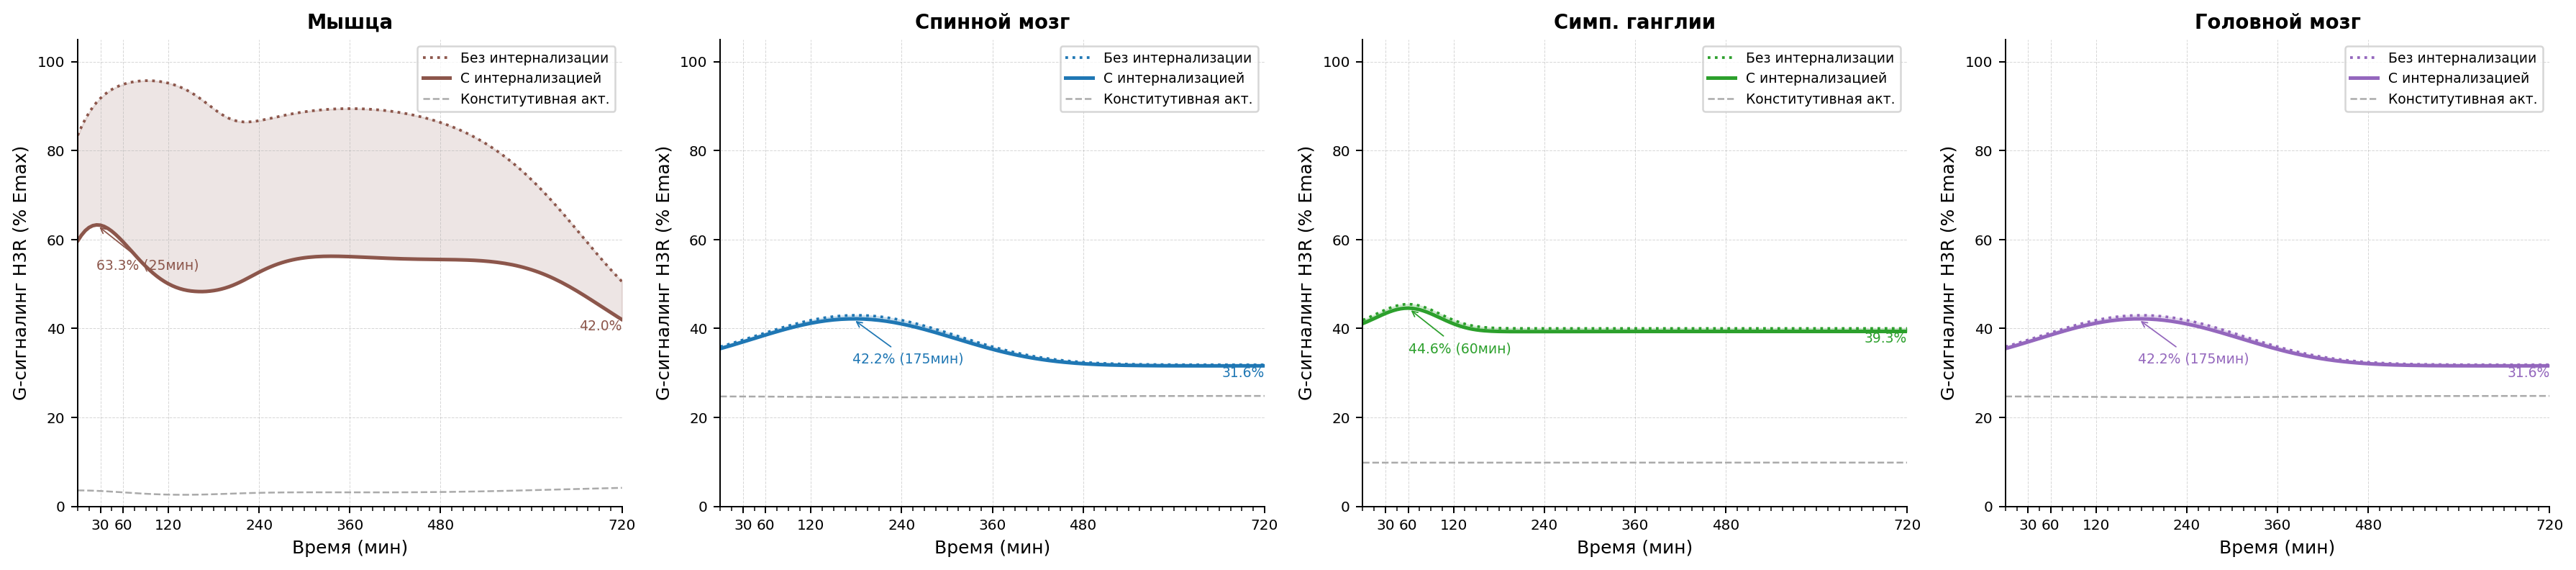 Мышца
G-сигналинг H3R (% Emax)
100
80
60
40
20
0
Без интернализации
С интернализацией
Конститутивная акт.
63.3% (25мин)
42.0%
30 60 120 240 360 480 720
Время (мин)
Спинной мозг
G-сигналинг H3R (% Emax)
100
80
60
40
20
0
Без интернализации
С интернализацией
Конститутивная акт.
42.2% (175мин)
31.6%
30 60 120 240 360 480 720
Время (мин)
Симп. ганглии
G-сигналинг H3R (% Emax)
100
80
60
40
20
0
Без интернализации
С интернализацией
Конститутивная акт.
44.6% (60мин)
39.3%
30 60 120 240 360 480 720
Время (мин)
Головной мозг
G-сигналинг H3R (% Emax)
100
80
60
40
20
0
Без интернализации
С интернализацией
Конститутивная акт.
42.2% (175мин)
31.6%
30 60 120 240 360 480 720
Время (мин)